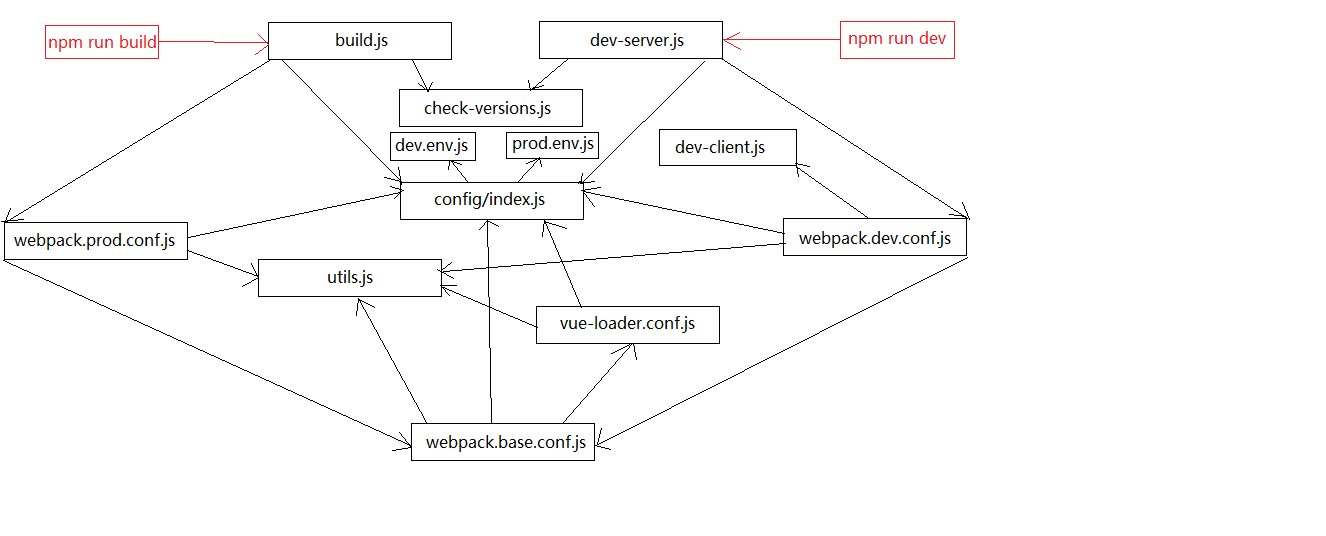 npm run build
build.js
dev-server.js
npm run dev
check-versions.js
dev.env.js
prod.env.js
dev-client.js
config/index.js
webpack.prod.conf.js
webpack.dev.conf.js
utils.js
vue-loader.conf.js
webpack.base.conf.js